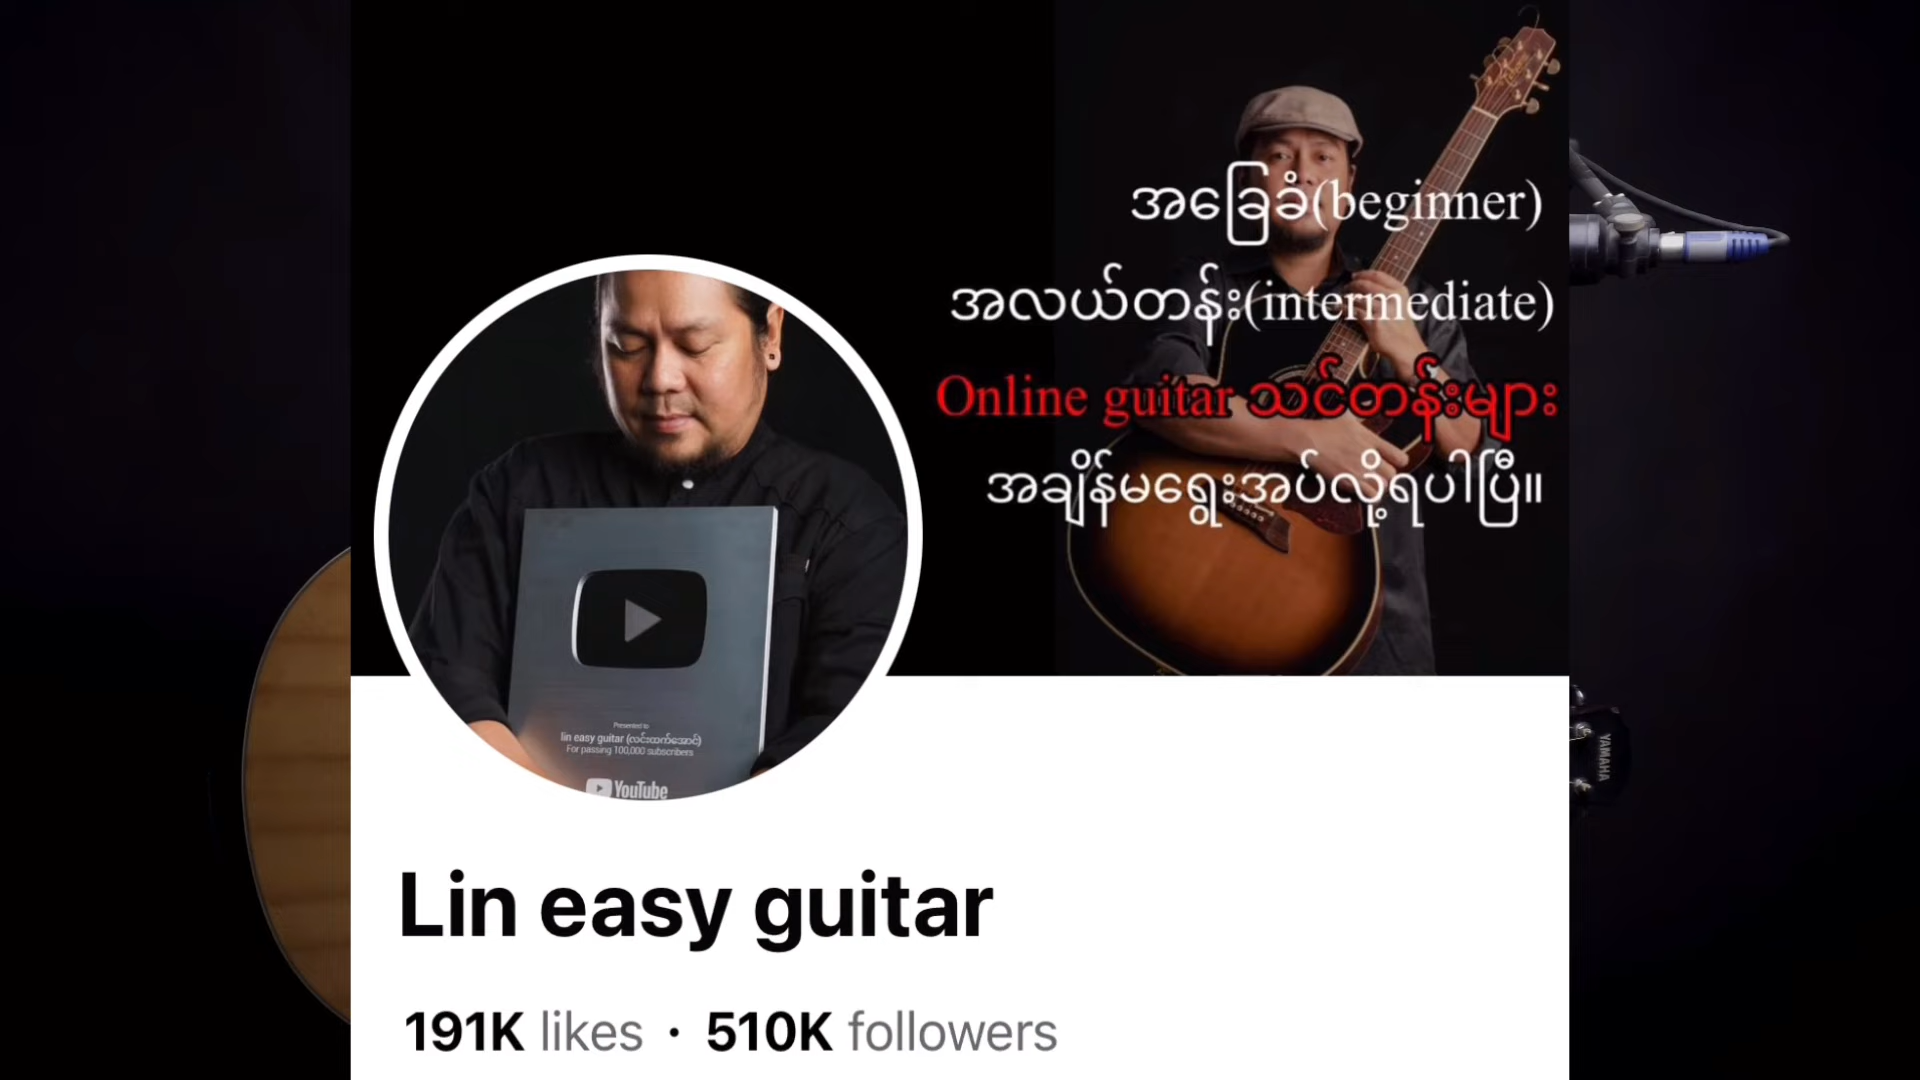 အခြေခံ(beginner)
အလယ်တန်း(intermediate)
Online guitar သင်တန်းများ
အချိန်မရွေးအပ်လို့ရပါပြီ။
Presented to
lin easy guitar (လင်းထက်အောင်)
For passing 100,000 subscribers
YouTube
YAMAHA
Lin easy guitar
191K likes · 510K followers